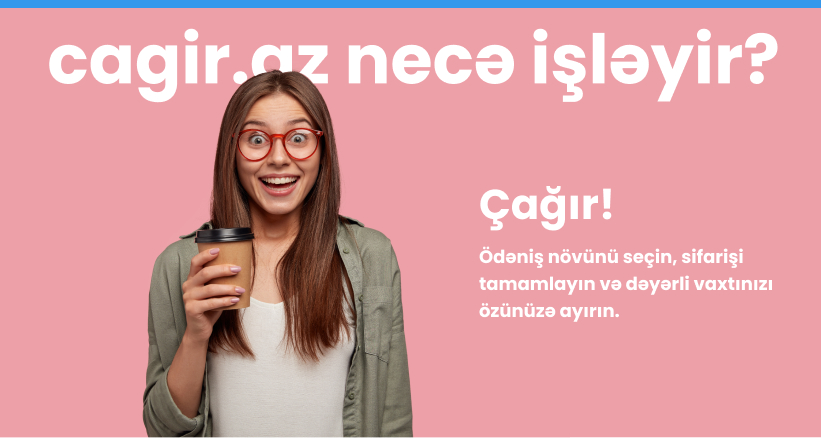 cagir.az necə işləyir?
Çağır!
Ödəniş növünü seçin, sifarişi
tamamlayın və dəyərli vaxtınızı
özünüzə ayırın.